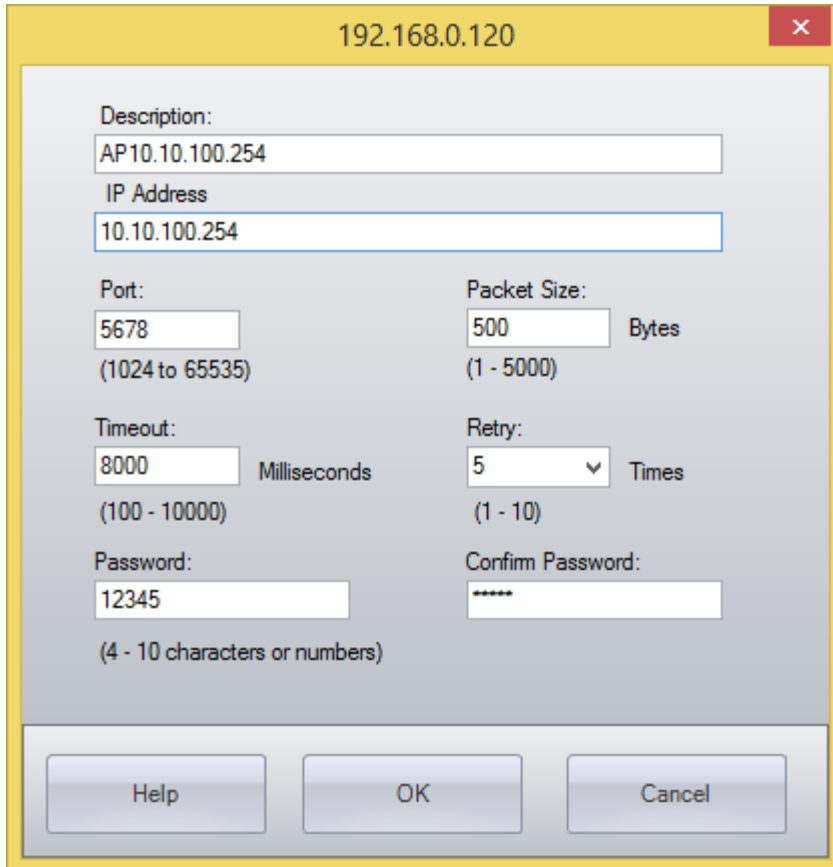 192.168.0.120
Description:
AP10.10.100.254
IP Address
10.10.100.254
Port: Packet Size:
5678 500 Bytes
(1024 to 65535) (1 - 5000)
Timeout: Retry:
8000 Milliseconds 5 Times
(100 - 10000) (1 - 10)
Password: Confirm Password:
12345 *****
(4 - 10 characters or numbers)
Help OK Cancel